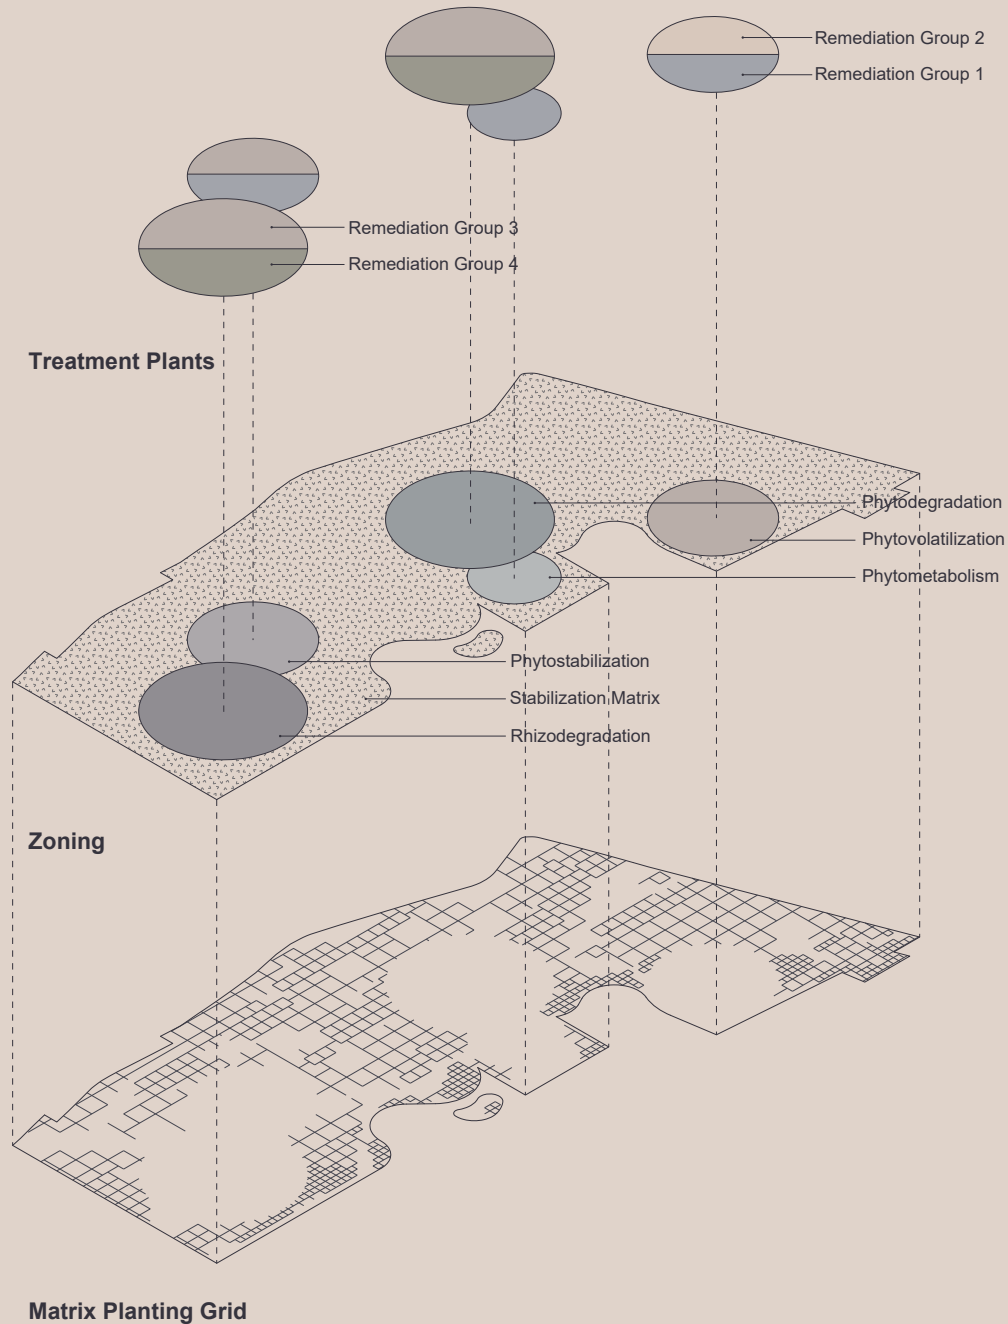 Remediation Group 2
Remediation Group 1
Remediation Group 3
Remediation Group 4
Treatment Plants
Phytodegradation
Phytovolatilization
Phytometabolism
Phytostabilization
Stabilization Matrix
Rhizodegradation
Zoning
Matrix Planting Grid